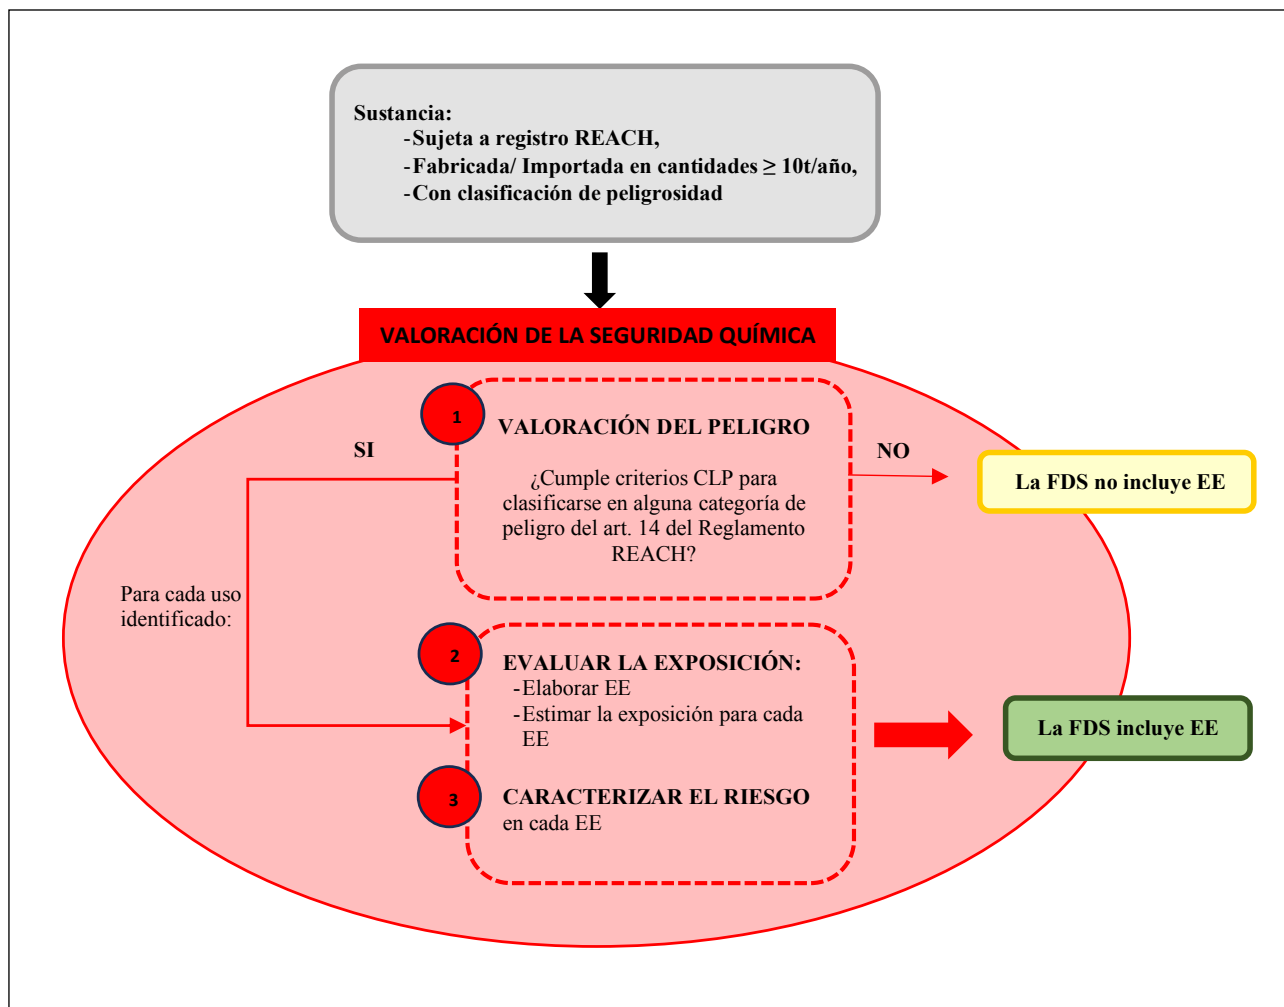 Sustancia:
-Sujeta a registro REACH,
-Fabricada/ Importada en cantidades ≥ 10t/año,
-Con clasificación de peligrosidad
VALORACIÓN DE LA SEGURIDAD QUÍMICA
1
VALORACIÓN DEL PELIGRO
¿Cumple criterios CLP para
clasificarse en alguna categoría de
peligro del art. 14 del Reglamento
REACH?
SI
NO
La FDS no incluye EE
Para cada uso
identificado:
2
EVALUAR LA EXPOSICIÓN:
-Elaborar EE
-Estimar la exposición para cada
EE
3
CARACTERIZAR EL RIESGO
en cada EE
La FDS incluye EE